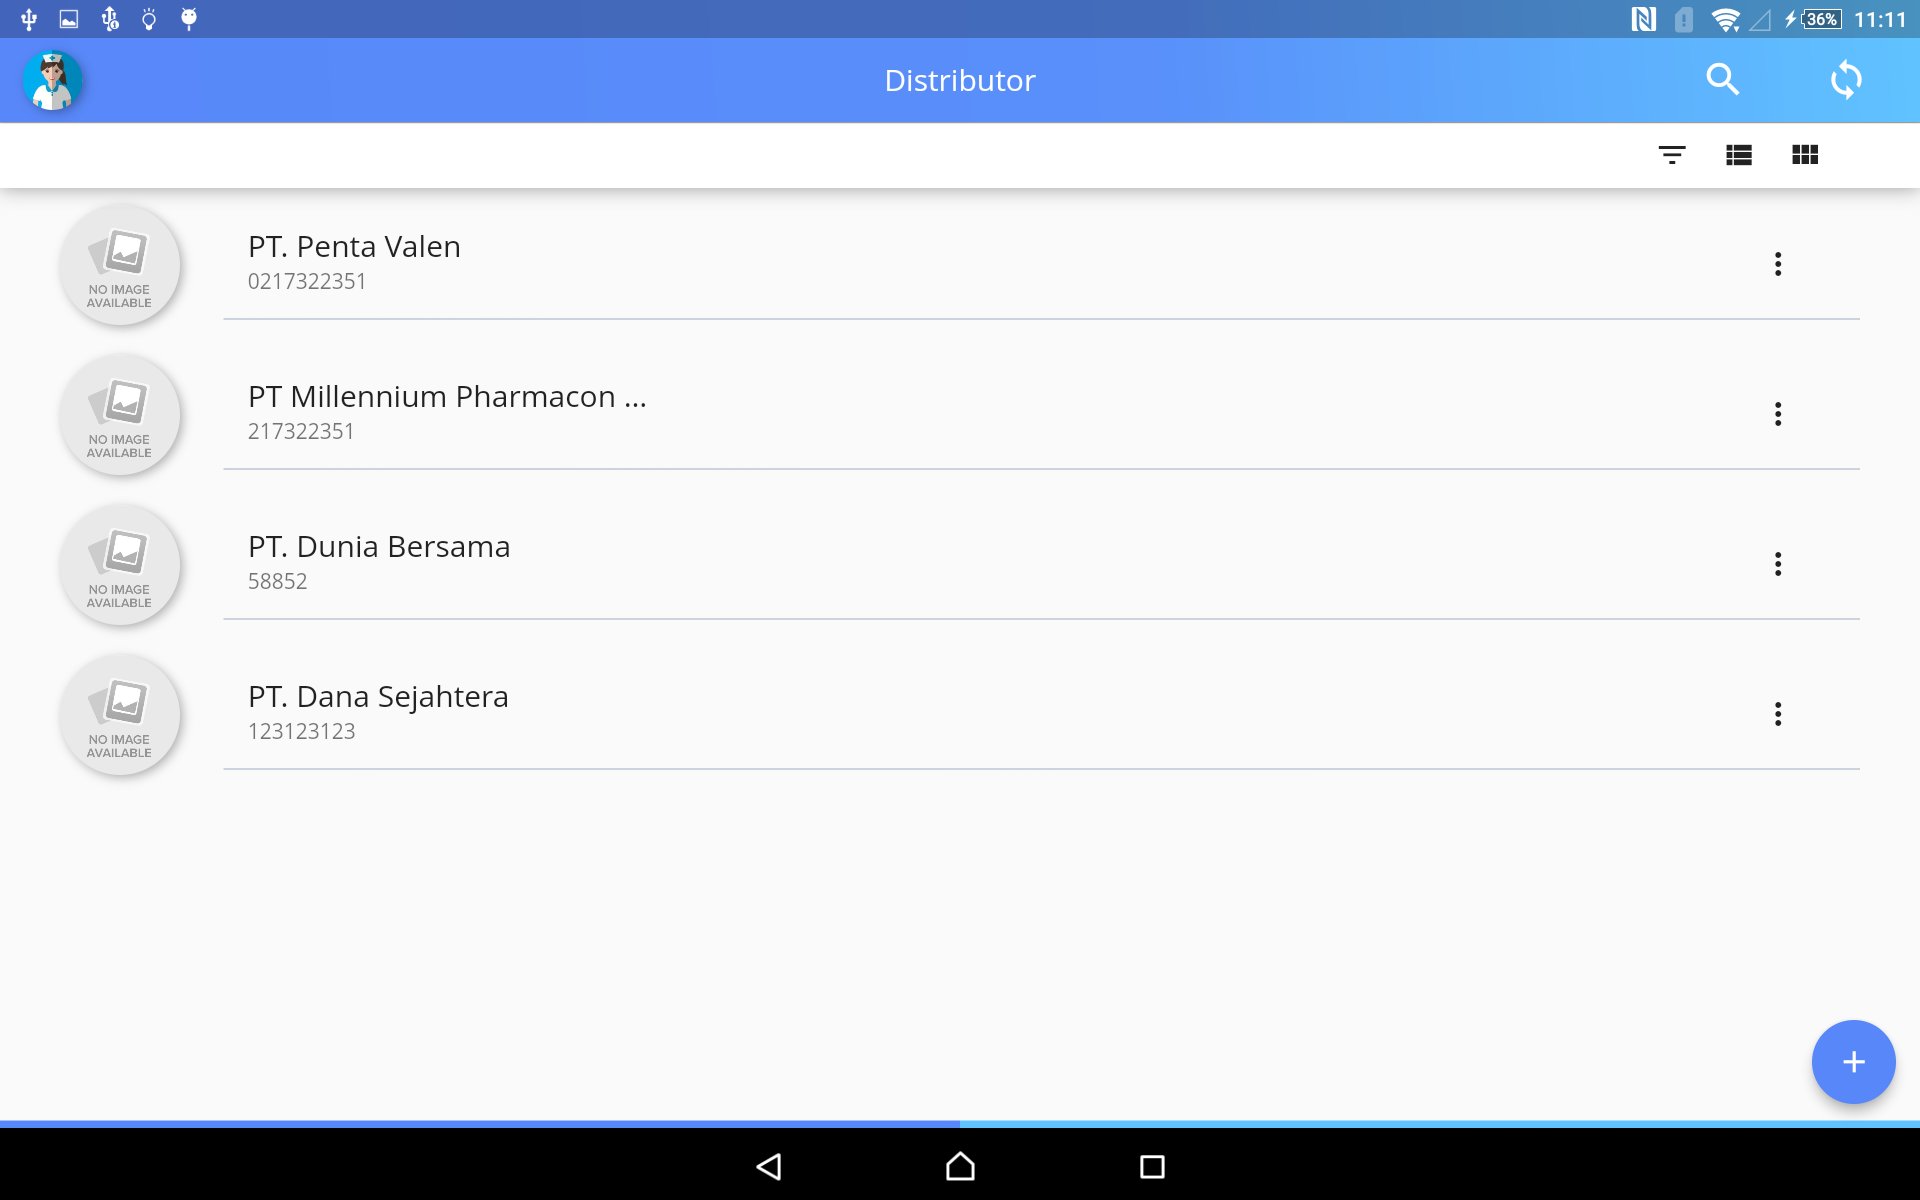 36% 11:11
Distributor
PT. Penta Valen
0217322351
NO IMAGE
AVAILABLE
PT Millennium Pharmacon ...
217322351
NO IMAGE
AVAILABLE
PT. Dunia Bersama
58852
NO IMAGE
AVAILABLE
PT. Dana Sejahtera
123123123
NO IMAGE
AVAILABLE